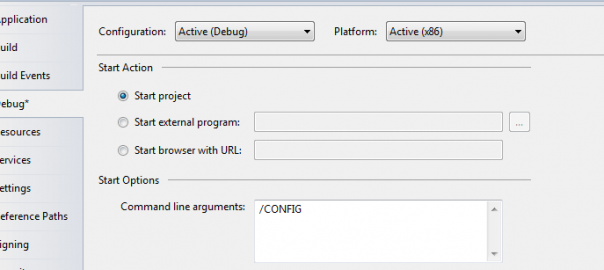 Application
Configuration: Active (Debug) Platform: Active (x86)
uild
uild Events
Start Action
ebug*
Start project
esources
Start external program: ...
ervices
Start browser with URL:
ettings
Start Options
eference Paths
Command line arguments: /CONFIG
igning